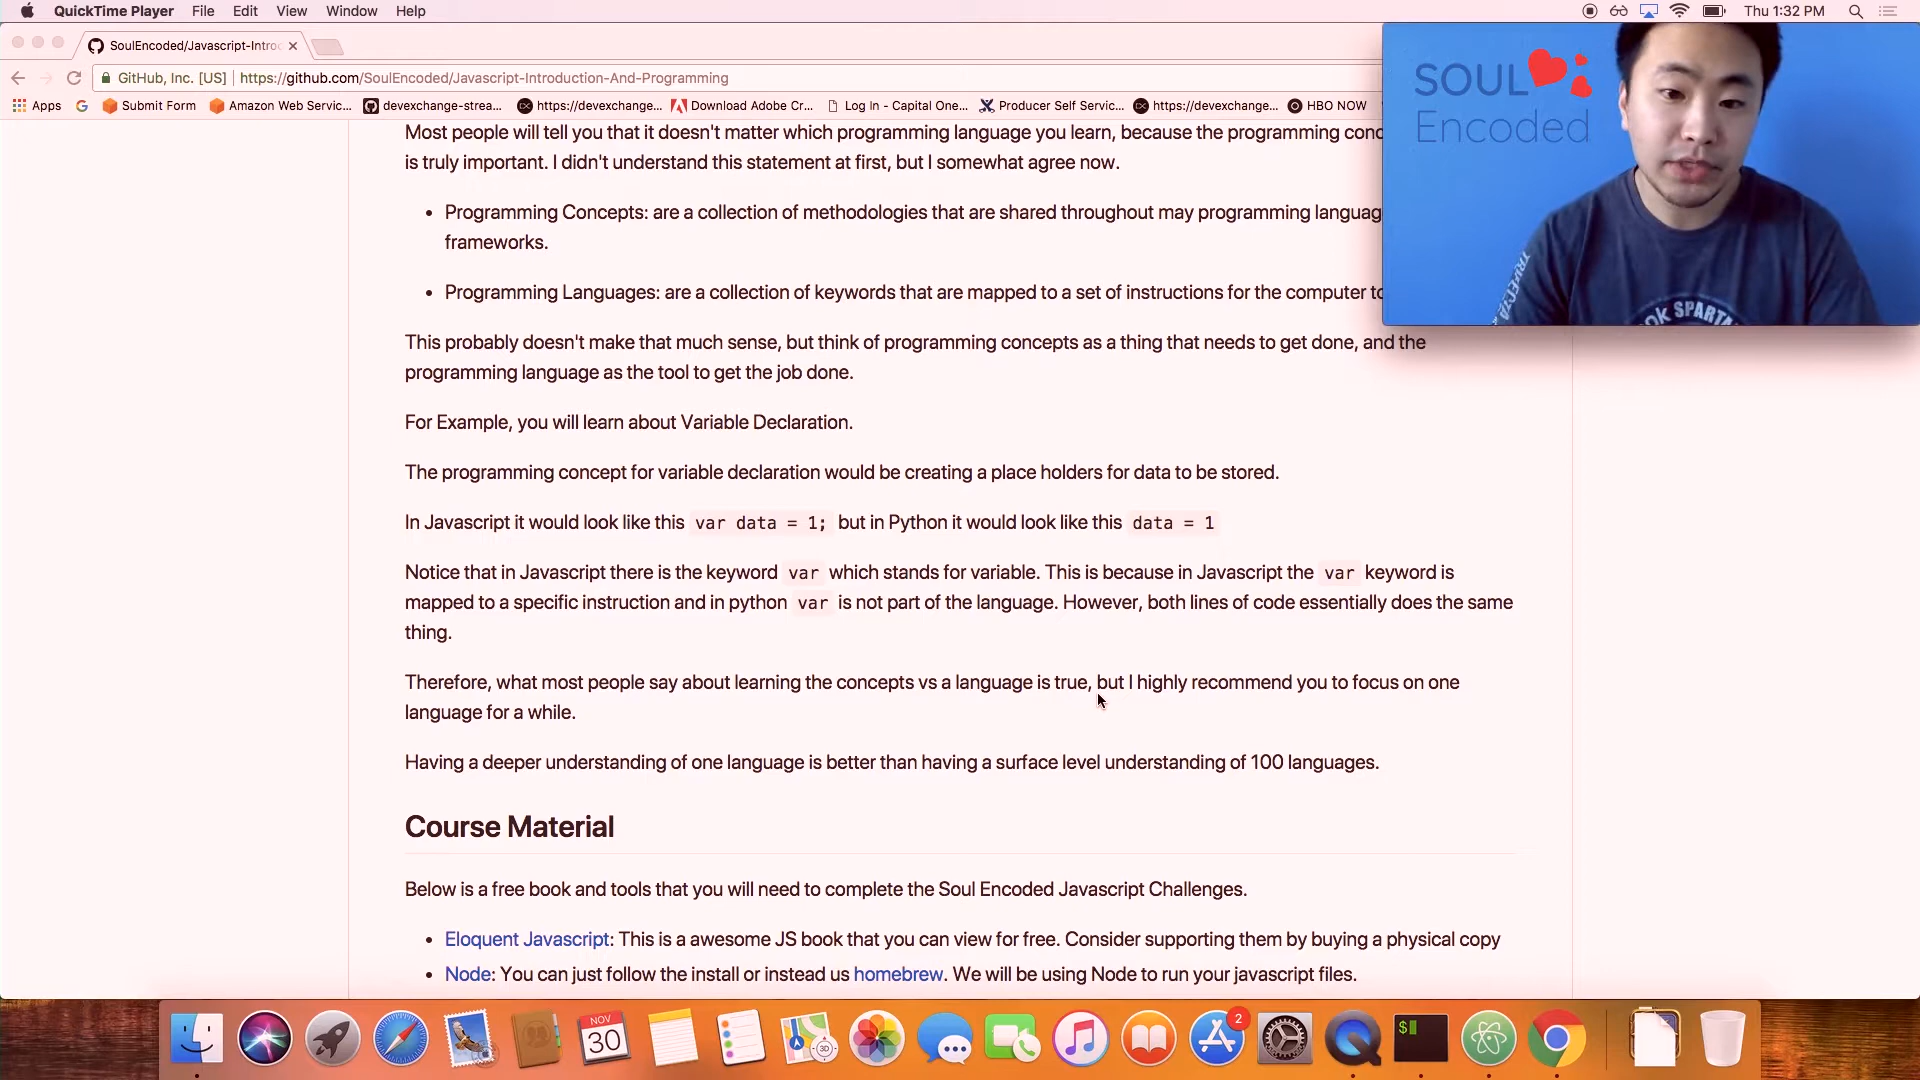 QuickTime Player File Edit View Window Help Thu 1:32 PM
SoulEncoded/Javascript-Introd
GitHub, Inc. [US] https://github.com/SoulEncoded/Javascript-Introduction-And-Programming
Apps Submit Form Amazon Web Servic... devexchange-strea... https://devexchange... Download Adobe Cr... Log In - Capital One... Producer Self Servic... https://devexchange... HBO NOW
SOUL
Encoded
Most people will tell you that it doesn't matter which programming language you learn, because the programming
is truly important. I didn't understand this statement at first, but I somewhat agree now.
• Programming Concepts: are a collection of methodologies that are shared throughout may programming
frameworks.
• Programming Languages: are a collection of keywords that are mapped to a set of instructions for the computer
This probably doesn't make that much sense, but think of programming concepts as a thing that needs to get done, and the
programming language as the tool to get the job done.
For Example, you will learn about Variable Declaration.
The programming concept for variable declaration would be creating a place holders for data to be stored.
In Javascript it would look like this var data = 1; but in Python it would look like this data = 1
Notice that in Javascript there is the keyword var which stands for variable. This is because in Javascript the var keyword is
mapped to a specific instruction and in python var is not part of the language. However, both lines of code essentially does the same
thing.
Therefore, what most people say about learning the concepts vs a language is true, but I highly recommend you to focus on one
language for a while.
Having a deeper understanding of one language is better than having a surface level understanding of 100 languages.
Course Material
Below is a free book and tools that you will need to complete the Soul Encoded Javascript Challenges.
• Eloquent Javascript: This is a awesome JS book that you can view for free. Consider supporting them by buying a physical copy
• Node: You can just follow the install or instead us homebrew. We will be using Node to run your javascript files.
NOV
30
3D
2
$